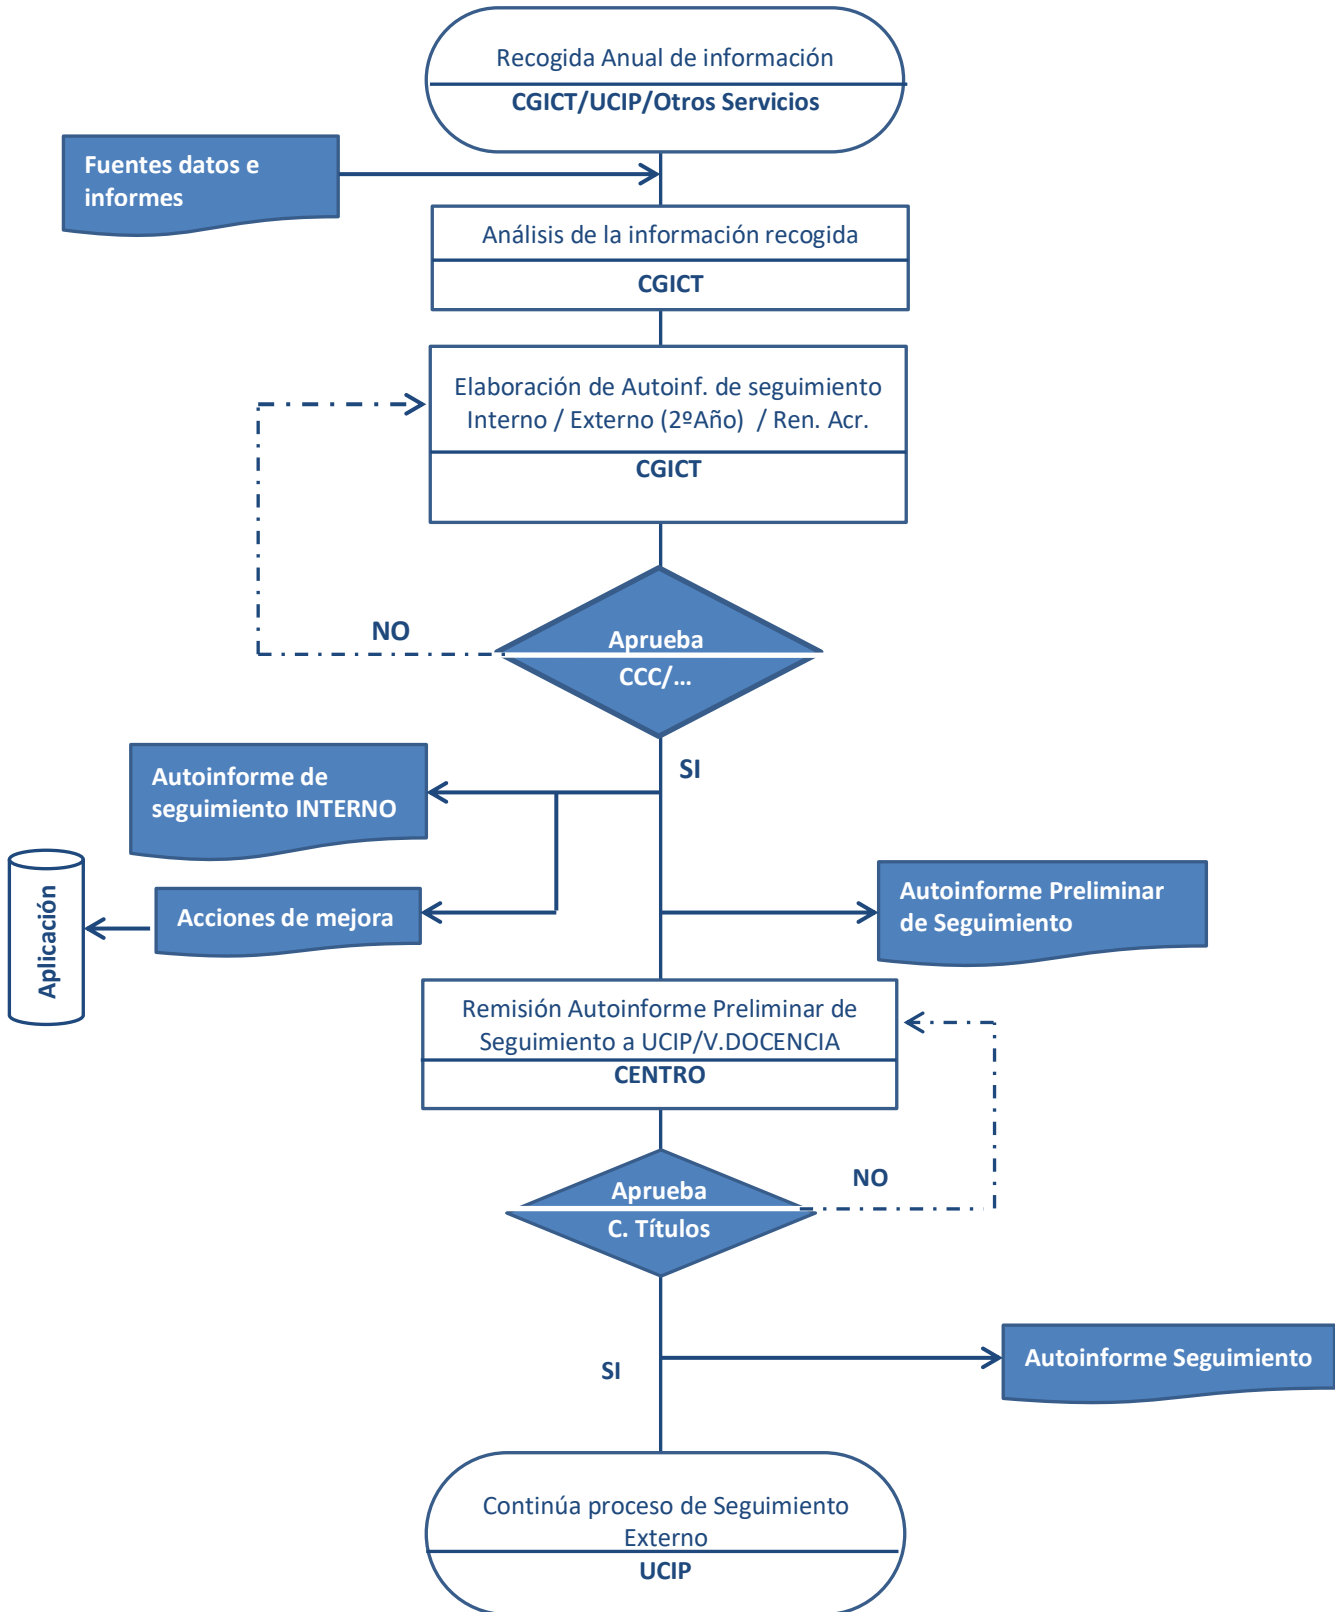 Recogida Anual de información
CGICT/UCIP/Otros Servicios
Fuentes datos e
informes
Análisis de la información recogida
CGICT
Elaboración de Autoinf. de seguimiento
Interno / Externo (2ºAño) / Ren. Acr.
CGICT
NO
Aprueba
CCC/...
SI
Autoinforme de
seguimiento INTERNO
Aplicación
Acciones de mejora
Autoinforme Preliminar
de Seguimiento
Remisión Autoinforme Preliminar de
Seguimiento a UCIP/V.DOCENCIA
CENTRO
NO
Aprueba
C. Títulos
SI
Autoinforme Seguimiento
Continúa proceso de Seguimiento
Externo
UCIP